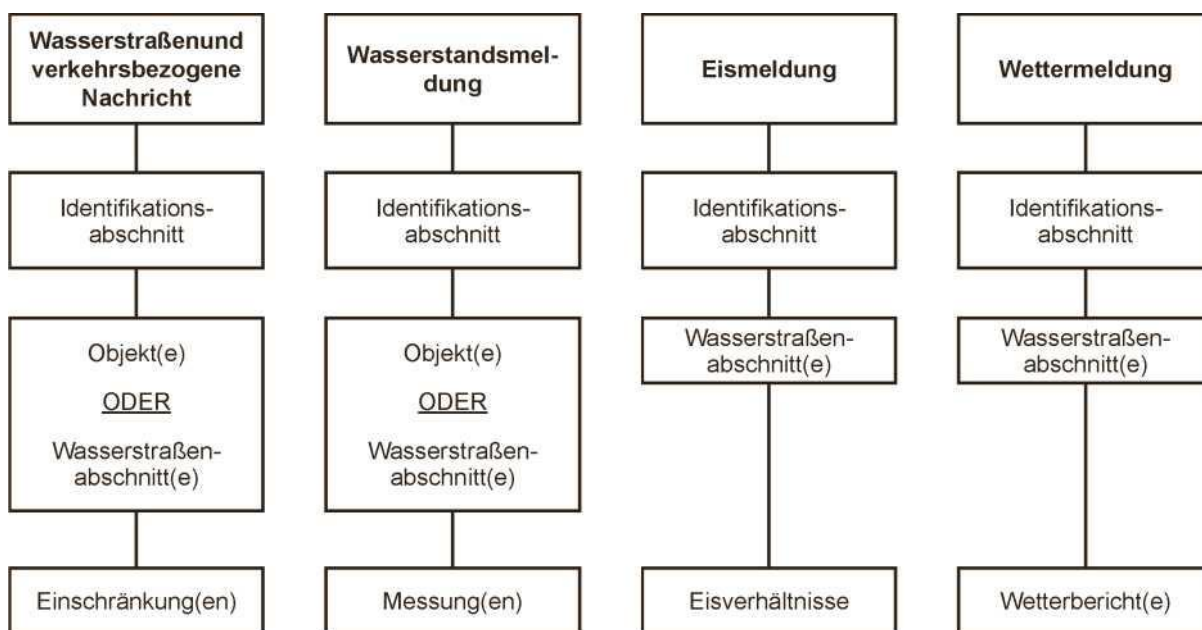 Wasserstraßenund
verkehrsbezogene
Nachricht
Wasserstandsmel-
dung
Eismeldung
Wettermeldung
Identifikations-
abschnitt
Identifikations-
abschnitt
Identifikations-
abschnitt
Identifikations-
abschnitt
Objekt(e)
ODER
Wasserstraßen-
abschnitt(e)
Objekt(e)
ODER
Wasserstraßen-
abschnitt(e)
Wasserstraßen-
abschnitt(e)
Wasserstraßen-
abschnitt(e)
Einschränkung(en)
Messung(en)
Eisverhältnisse
Wetterbericht(e)